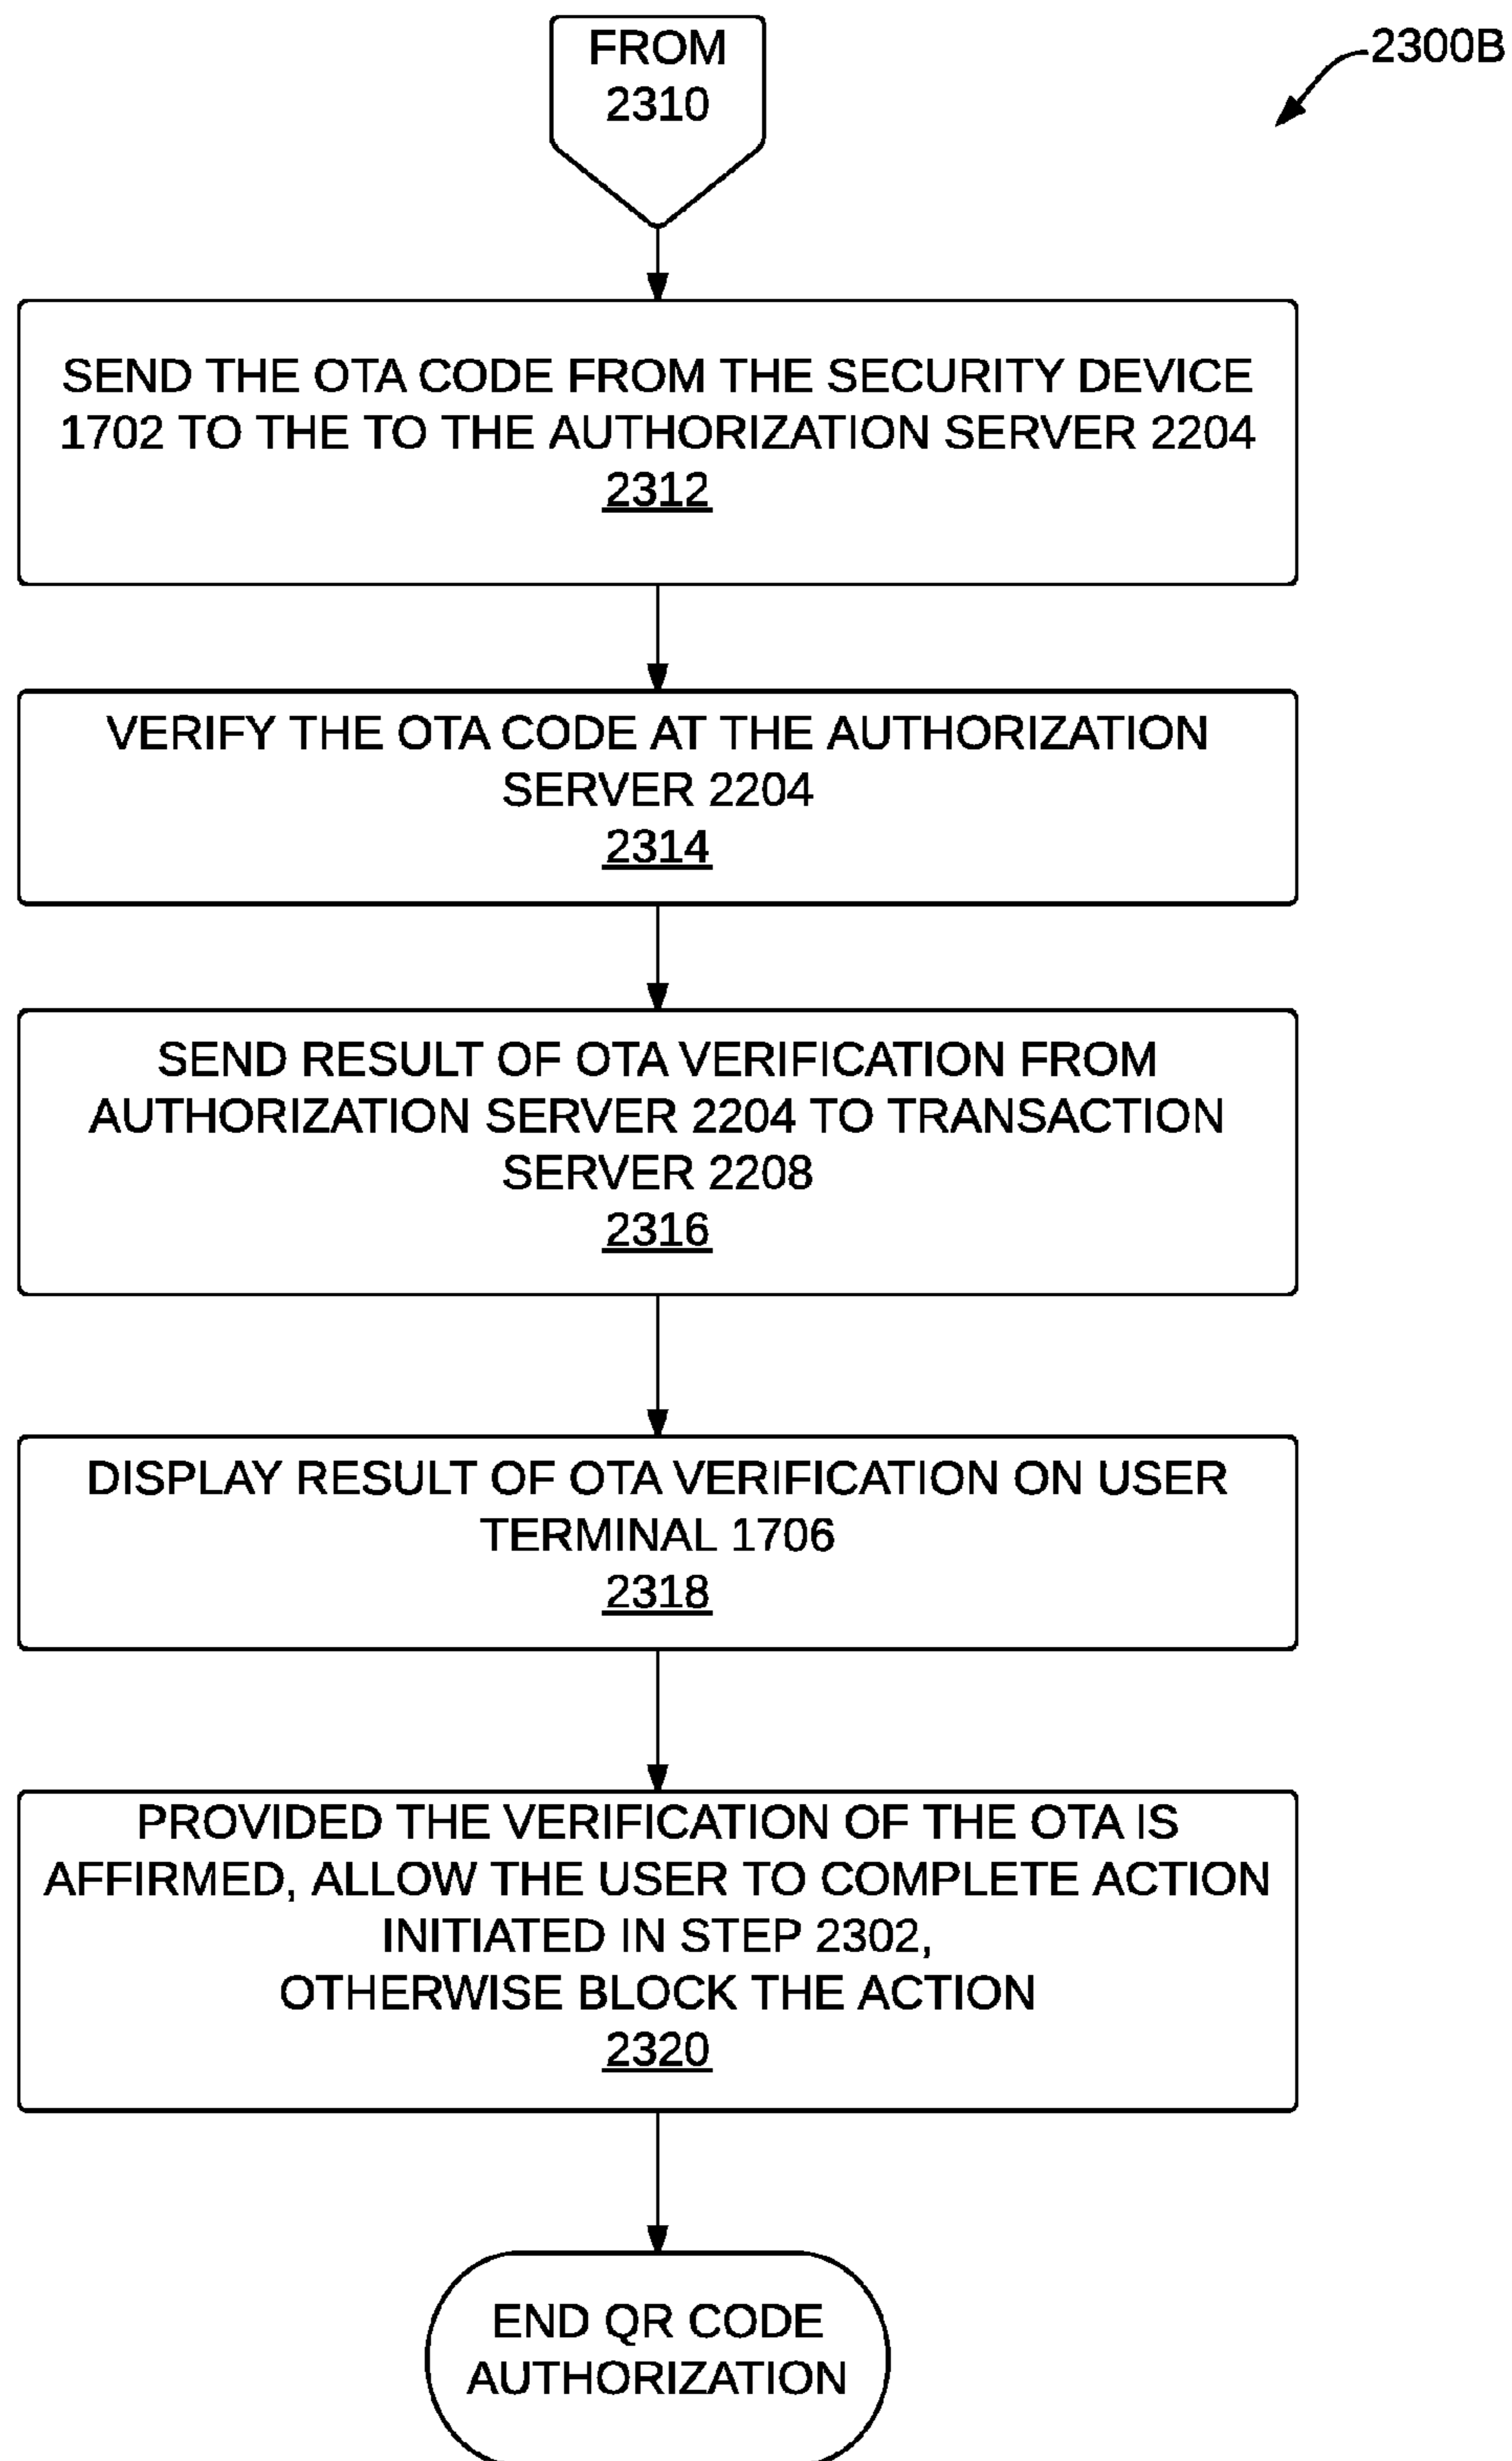 FROM
2310
2300B
SEND THE OTA CODE FROM THE SECURITY DEVICE
1702 TO THE TO THE AUTHORIZATION SERVER 2204
2312
VERIFY THE OTA CODE AT THE AUTHORIZATION
SERVER 2204
2314
SEND RESULT OF OTA VERIFICATION FROM
AUTHORIZATION SERVER 2204 TO TRANSACTION
SERVER 2208
2316
DISPLAY RESULT OF OTA VERIFICATION ON USER
TERMINAL 1706
2318
PROVIDED THE VERIFICATION OF THE OTA IS
AFFIRMED, ALLOW THE USER TO COMPLETE ACTION
INITIATED IN STEP 2302,
OTHERWISE BLOCK THE ACTION
2320
END QR CODE
AUTHORIZATION